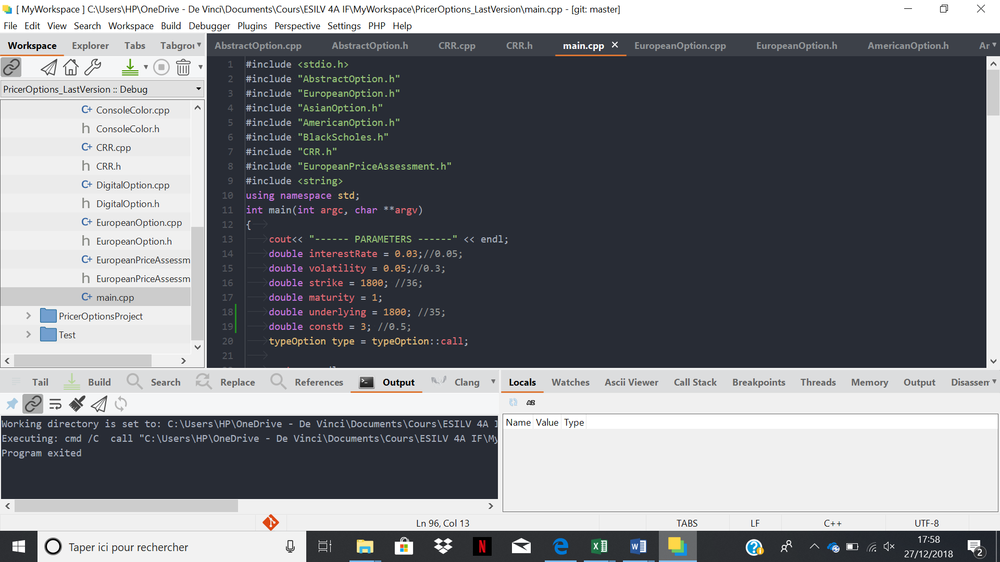 [ MyWorkspace ] C:\Users\HP\OneDrive - De Vinci\Documents\Cours\ESILV 4A IF\MyWorkspace\PricerOptions_LastVersion\main.cpp - [git: master]
File Edit View Search Workspace Build Debugger Plugins Perspective Settings PHP Help
Workspace Explorer Tabs Tabgrou
AbstractOption.cpp AbstractOption.h CRR.cpp CRR.h main.cpp EuropeanOption.cpp EuropeanOption.h AmericanOption.h Ar
PricerOptions_LastVersion :: Debug
C+ ConsoleColor.cpp
h ConsoleColor.h
C+ CRR.cpp
h CRR.h
C+ DigitalOption.cpp
h DigitalOption.h
C+ EuropeanOption.cpp
h EuropeanOption.h
C+ EuropeanPriceAssessm
h EuropeanPriceAssessm
C+ main.cpp
PricerOptionsProject
Test
1 #include <stdio.h>
2 #include "AbstractOption.h"
3 #include "EuropeanOption.h"
4 #include "AsianOption.h"
5 #include "AmericanOption.h"
6 #include "BlackScholes.h"
7 #include "CRR.h"
8 #include "EuropeanPriceAssessment.h"
9 #include <string>
10 using namespace std;
11 int main(int argc, char **argv)
12 {
13 cout<< "------ PARAMETERS ------" << endl;
14 double interestRate = 0.03;//0.05;
15 double volatility = 0.05;//0.3;
16 double strike = 1800; //36;
17 double maturity = 1;
18 double underlying = 1800; //35;
19 double constb = 3; //0.5;
20 typeOption type = typeOption::call;
21
Tail Build Search Replace References Output Clang
Working directory is set to: C:\Users\HP\OneDrive - De Vinci\Documents\Cours\ESILV 4A I
Executing: cmd /C call "C:\Users\HP\OneDrive - De Vinci\Documents\Cours\ESILV 4A IF\My
Program exited
Locals Watches Ascii Viewer Call Stack Breakpoints Threads Memory Output Disassem
AZ
Name Value Type
Ln 96, Col 13 TABS LF C++ UTF-8
Taper ici pour rechercher
17:58
27/12/2018
2